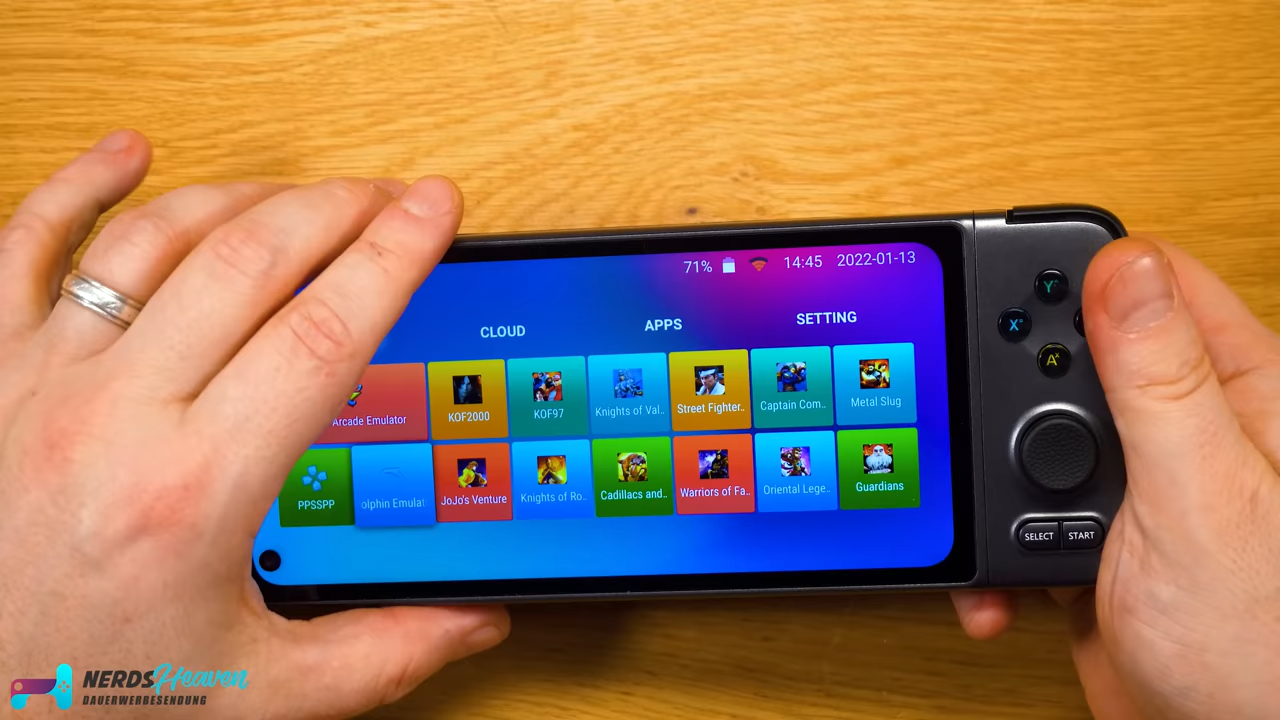 71% 14:45 2022-01-13
CLOUD APPS SETTING
Arcade Emulator KOF2000 KOF97 Knights of Val.. Street Fighter.. Captain Com.. Metal Slug
PPSSPP olphin Emulat JoJo's Venture Knights of Ro.. Cadillacs and.. Warriors of Fa.. Oriental Lege.. Guardians
Y
X
A
SELECT START
NERDSHeaven
DAUERWERBESENDUNG